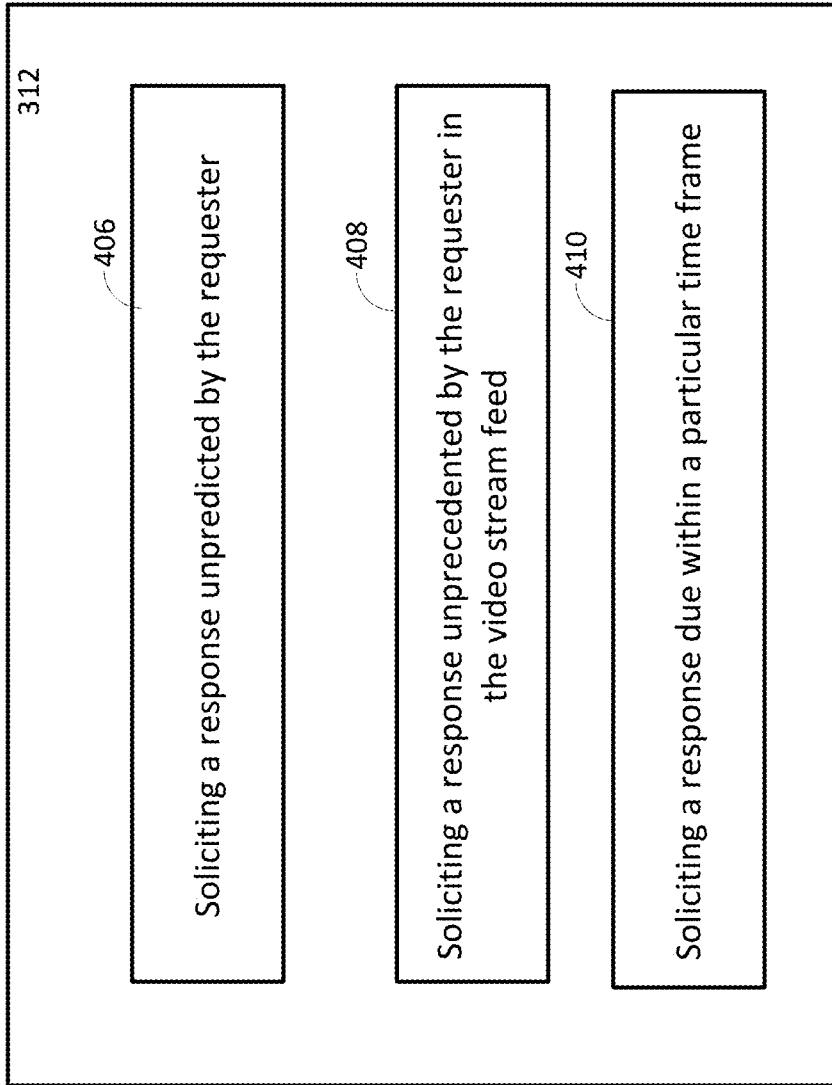 312
406
Soliciting a response unpredicted by the requester
408
Soliciting a response unprecedented by the requester in
the video stream feed
410
Soliciting a response due within a particular time frame